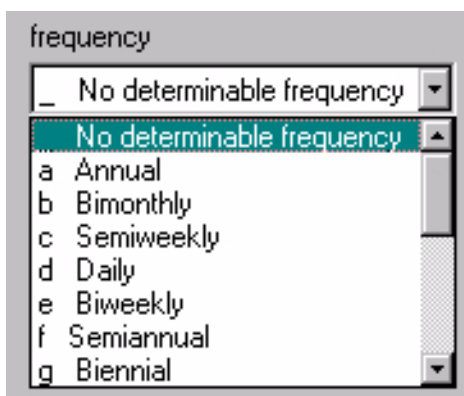 frequency
_ No determinable frequency
_ No determinable frequency
a Annual
b Bimonthly
c Semiweekly
d Daily
e Biweekly
f Semiannual
g Biennial